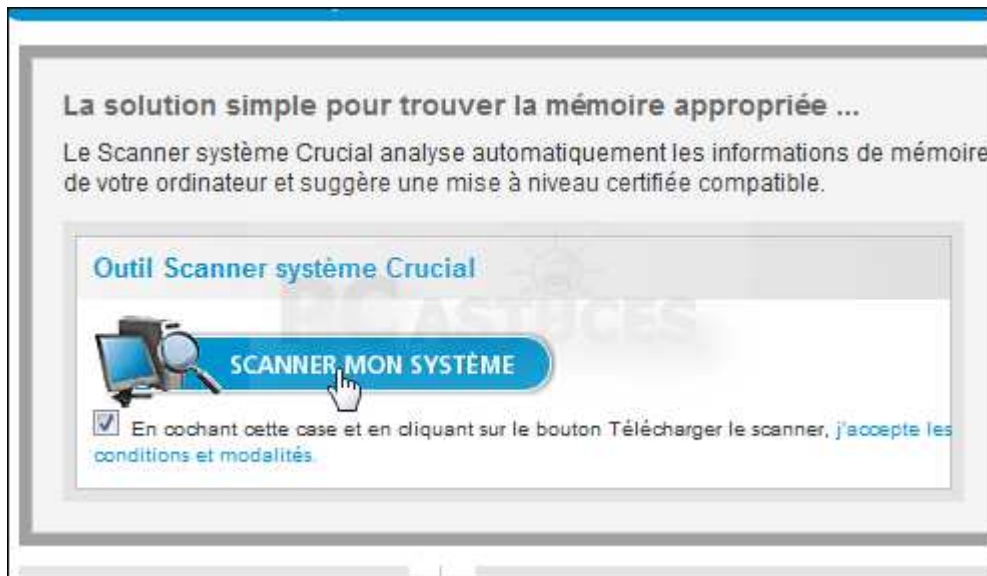 La solution simple pour trouver la mémoire appropriée ...
Le Scanner système Crucial analyse automatiquement les informations de mémoire
de votre ordinateur et suggère une mise à niveau certifiée compatible.
Outil Scanner système Crucial
PC ASTUCES
SCANNER MON SYSTÈME
En cochant cette case et en cliquant sur le bouton Télécharger le scanner, j'accepte les
conditions et modalités.